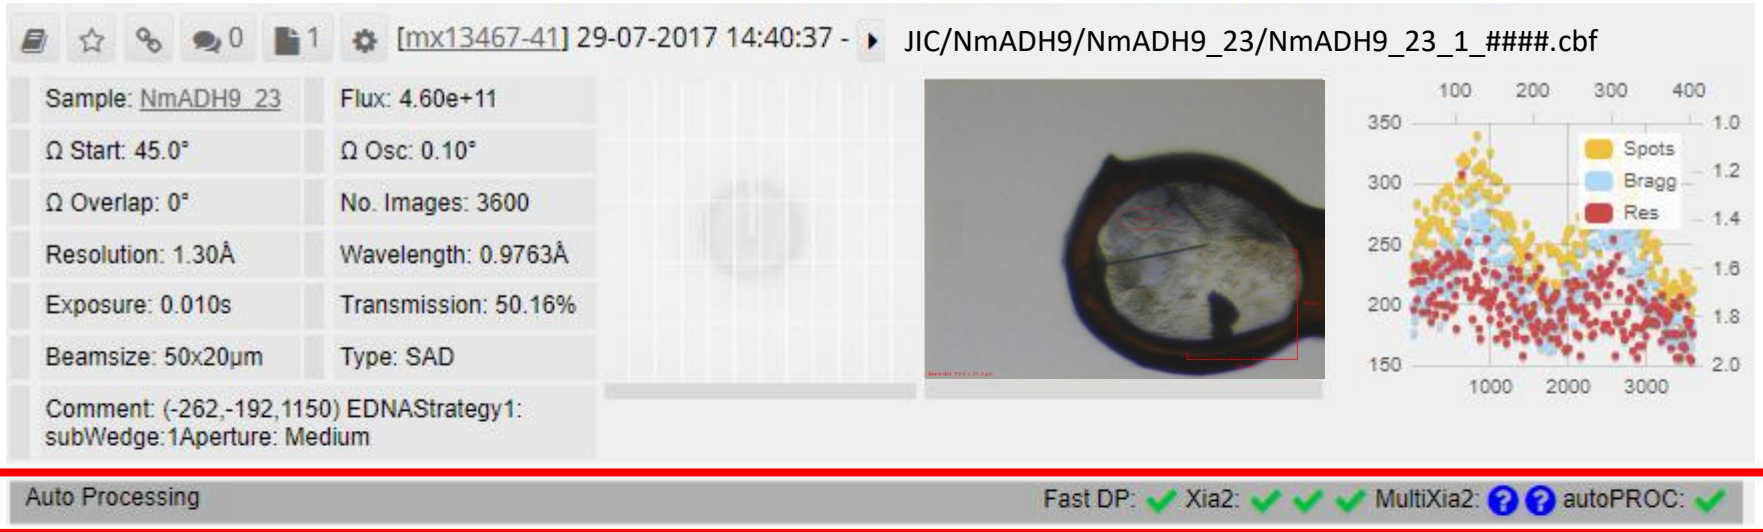 0 1 [mx13467-41] 29-07-2017 14:40:37 - JIC/NmADH9/NmADH9_23/NmADH9_23_1_####.cbf
Sample: NmADH9_23 Flux: 4.60e+11
Ω Start: 45.0° Ω Osc: 0.10°
Ω Overlap: 0° No. Images: 3600
Resolution: 1.30Å Wavelength: 0.9763Å
Exposure: 0.010s Transmission: 50.16%
Beamsize: 50x20µm Type: SAD
Comment: (-262,-192,1150) EDNAStrategy1:
subWedge:1Aperture: Medium
100 200 300 400
350 1.0
Spots
1.2
300 Bragg
Res 1.4
250
1.6
200 1.8
150 2.0
1000 2000 3000
Auto Processing Fast DP: Xia2: MultiXia2: ? ? autoPROC: